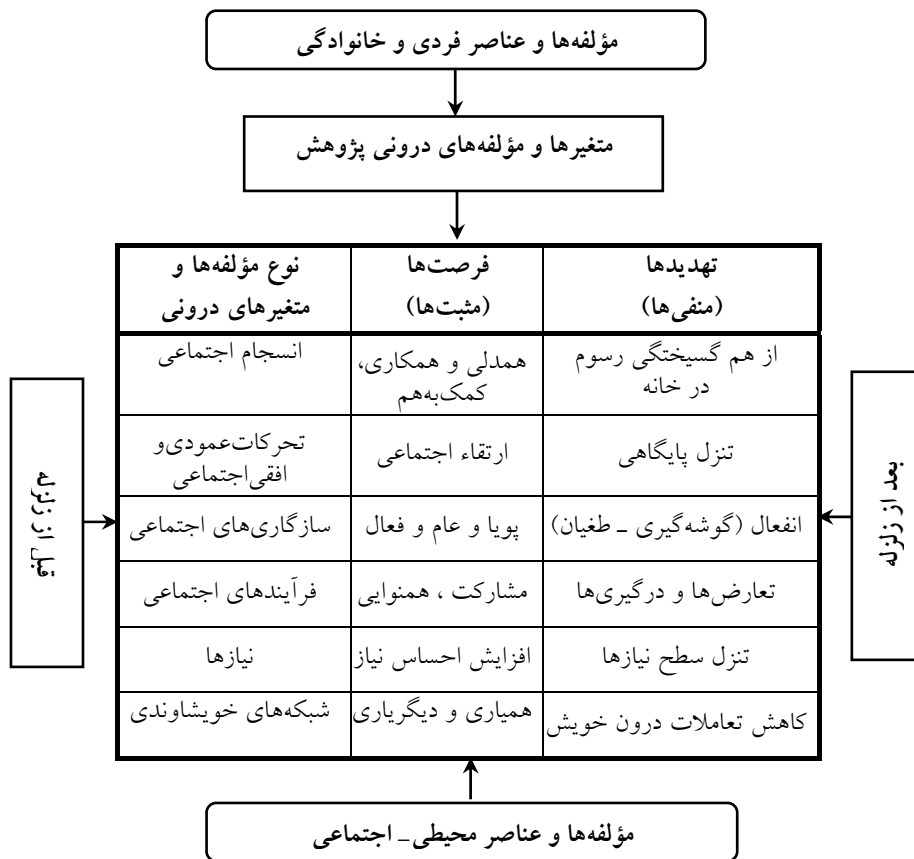 مؤلفه‌ها و عناصر فردی و خانوادگی
متغیرها و مؤلفه‌های درونی پژوهش
تهدیدها
(منفی‌ها)
فرصت‌ها
(مثبت‌ها)
نوع مؤلفه‌ها و
متغیرهای درونی
از هم گسیختگی رسوم
در خانه
همدلی و همکاری،
کمک‌به‌هم
انسجام اجتماعی
تنزل پایگاهی
ارتقاء اجتماعی
تحرکات‌عمودی‌و
افقی‌اجتماعی
انفعال (گوشه‌گیری ـ طغیان)
پویا و عام و فعال
سازگاری‌های اجتماعی
تعارض‌ها و درگیری‌ها
مشارکت ، همنوایی
فرآیندهای اجتماعی
تنزل سطح نیازها
افزایش احساس نیاز
نیازها
کاهش تعاملات درون خویش
همیاری و دیگریاری
شبکه‌های خویشاوندی
بعد از زلزله
قبل از زلزله
مؤلفه‌ها و عناصر محیطی‌ـ اجتماعی